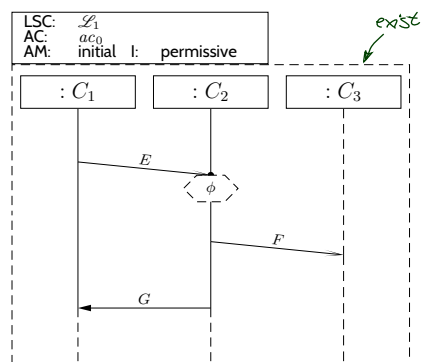 LSC: ℒ₁
AC: ac₀
AM: initial I: permissive
exist
: C₁ : C₂ : C₃
E
ϕ
F
G